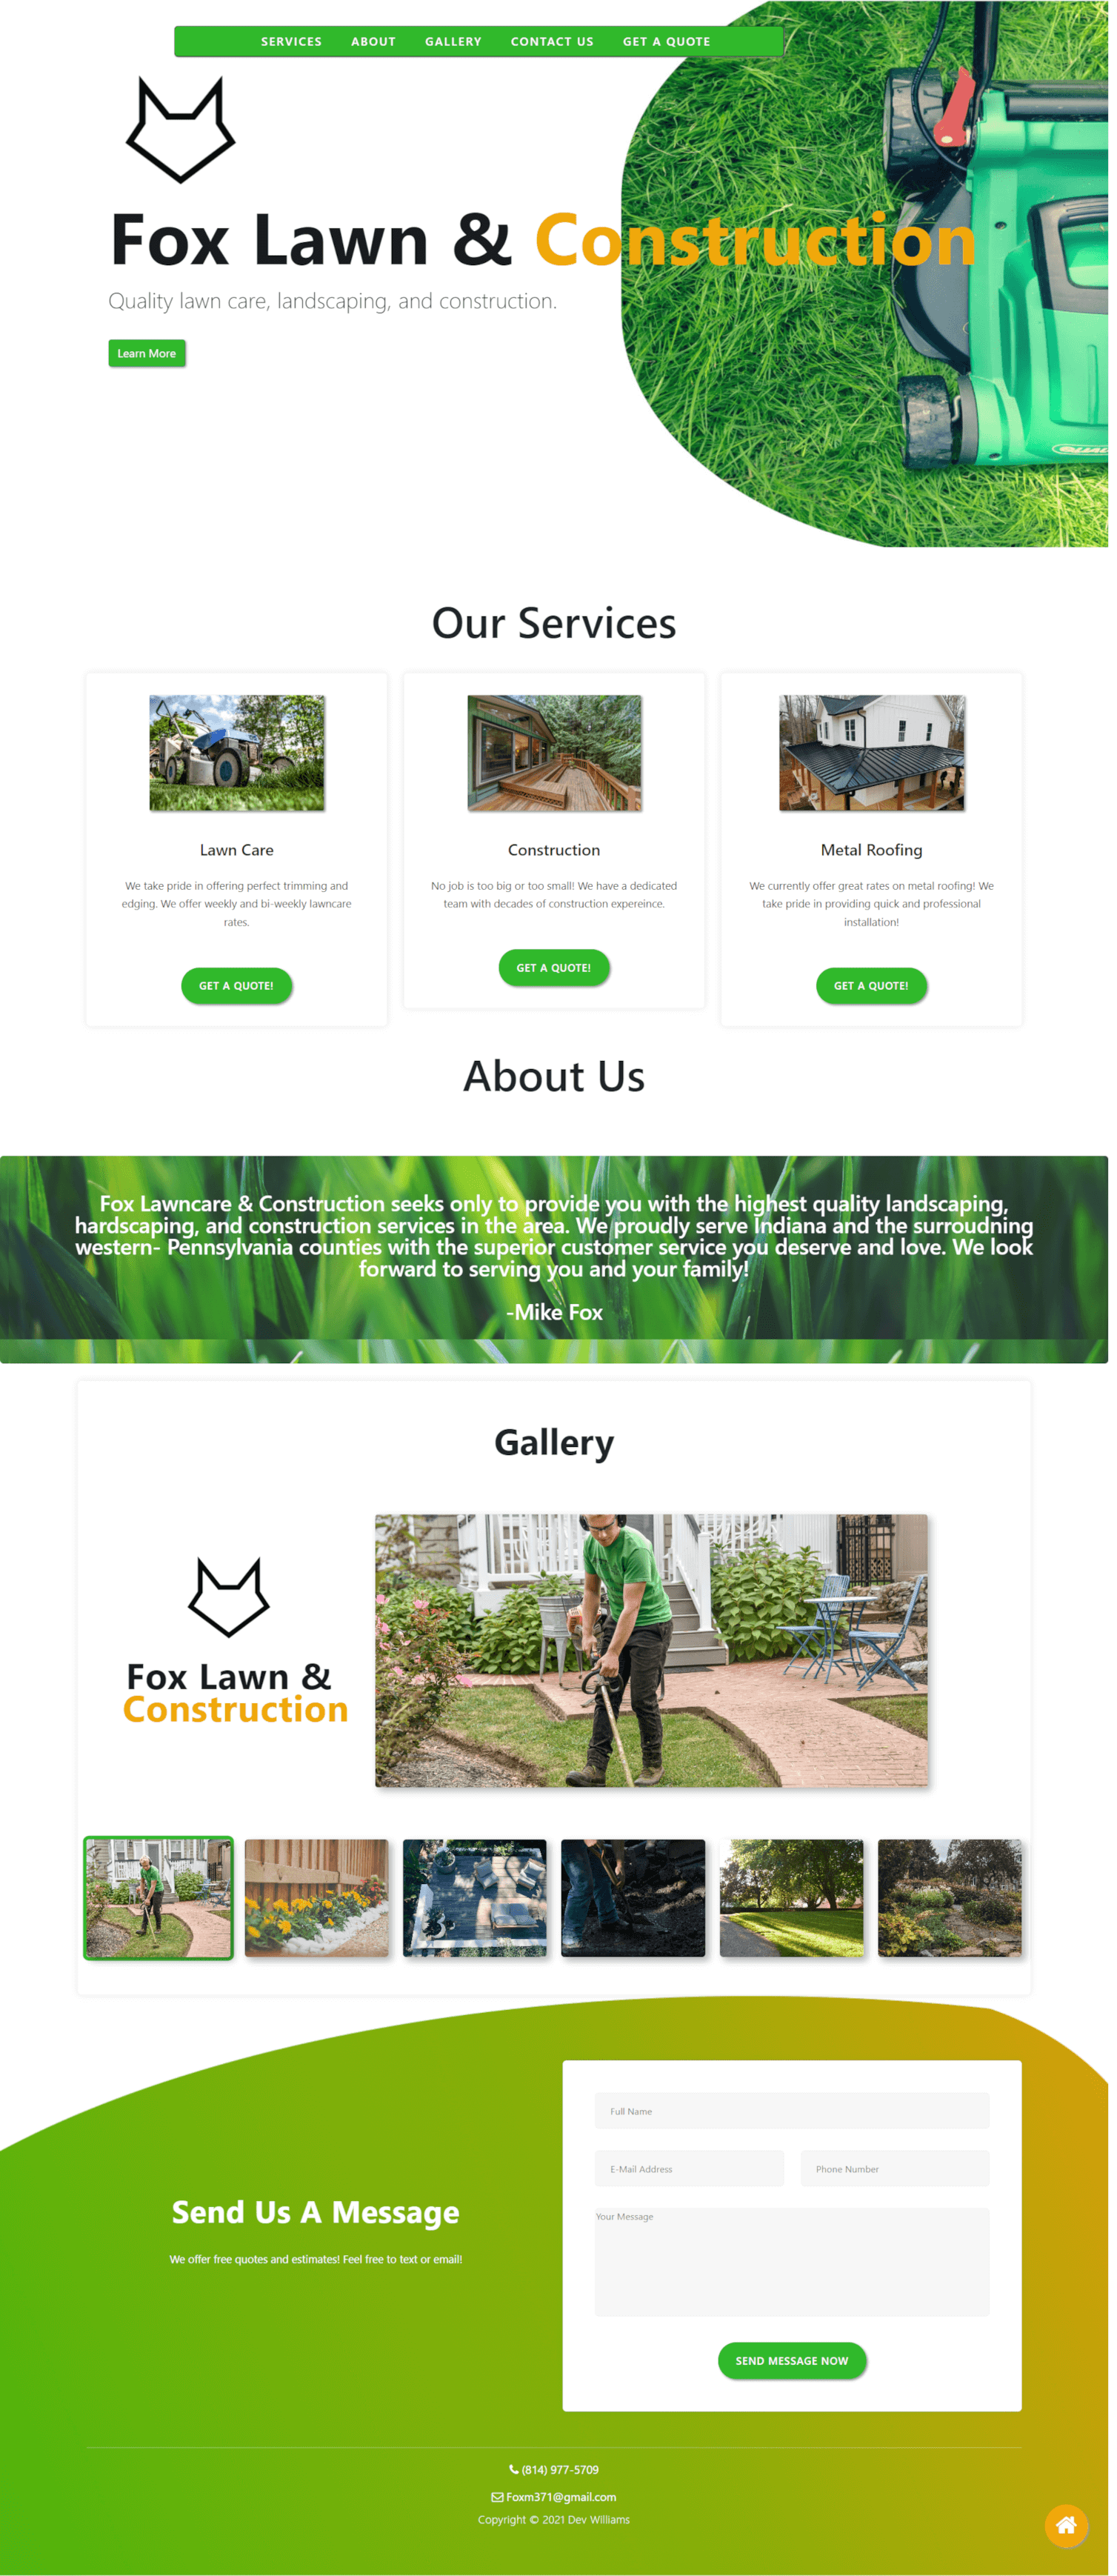 SERVICES ABOUT GALLERY CONTACT US GET A QUOTE
Fox Lawn & Construction
Quality lawn care, landscaping, and construction.
Learn More
Our Services
Lawn Care
We take pride in offering perfect trimming and
edging. We offer weekly and bi-weekly lawncare
rates.
GET A QUOTE!
Construction
No job is too big or too small! We have a dedicated
team with decades of construction expereince.
GET A QUOTE!
Metal Roofing
We currently offer great rates on metal roofing! We
take pride in providing quick and professional
installation!
GET A QUOTE!
About Us
Fox Lawncare & Construction seeks only to provide you with the highest quality landscaping,
hardscaping, and construction services in the area. We proudly serve Indiana and the surroudning
western- Pennsylvania counties with the superior customer service you deserve and love. We look
forward to serving you and your family!
-Mike Fox
Gallery
Fox Lawn &
Construction
Send Us A Message
We offer free quotes and estimates! Feel free to text or email!
Full Name
E-Mail Address
Phone Number
Your Message
SEND MESSAGE NOW
(814) 977-5709
Foxm371@gmail.com
Copyright © 2021 Dev Williams